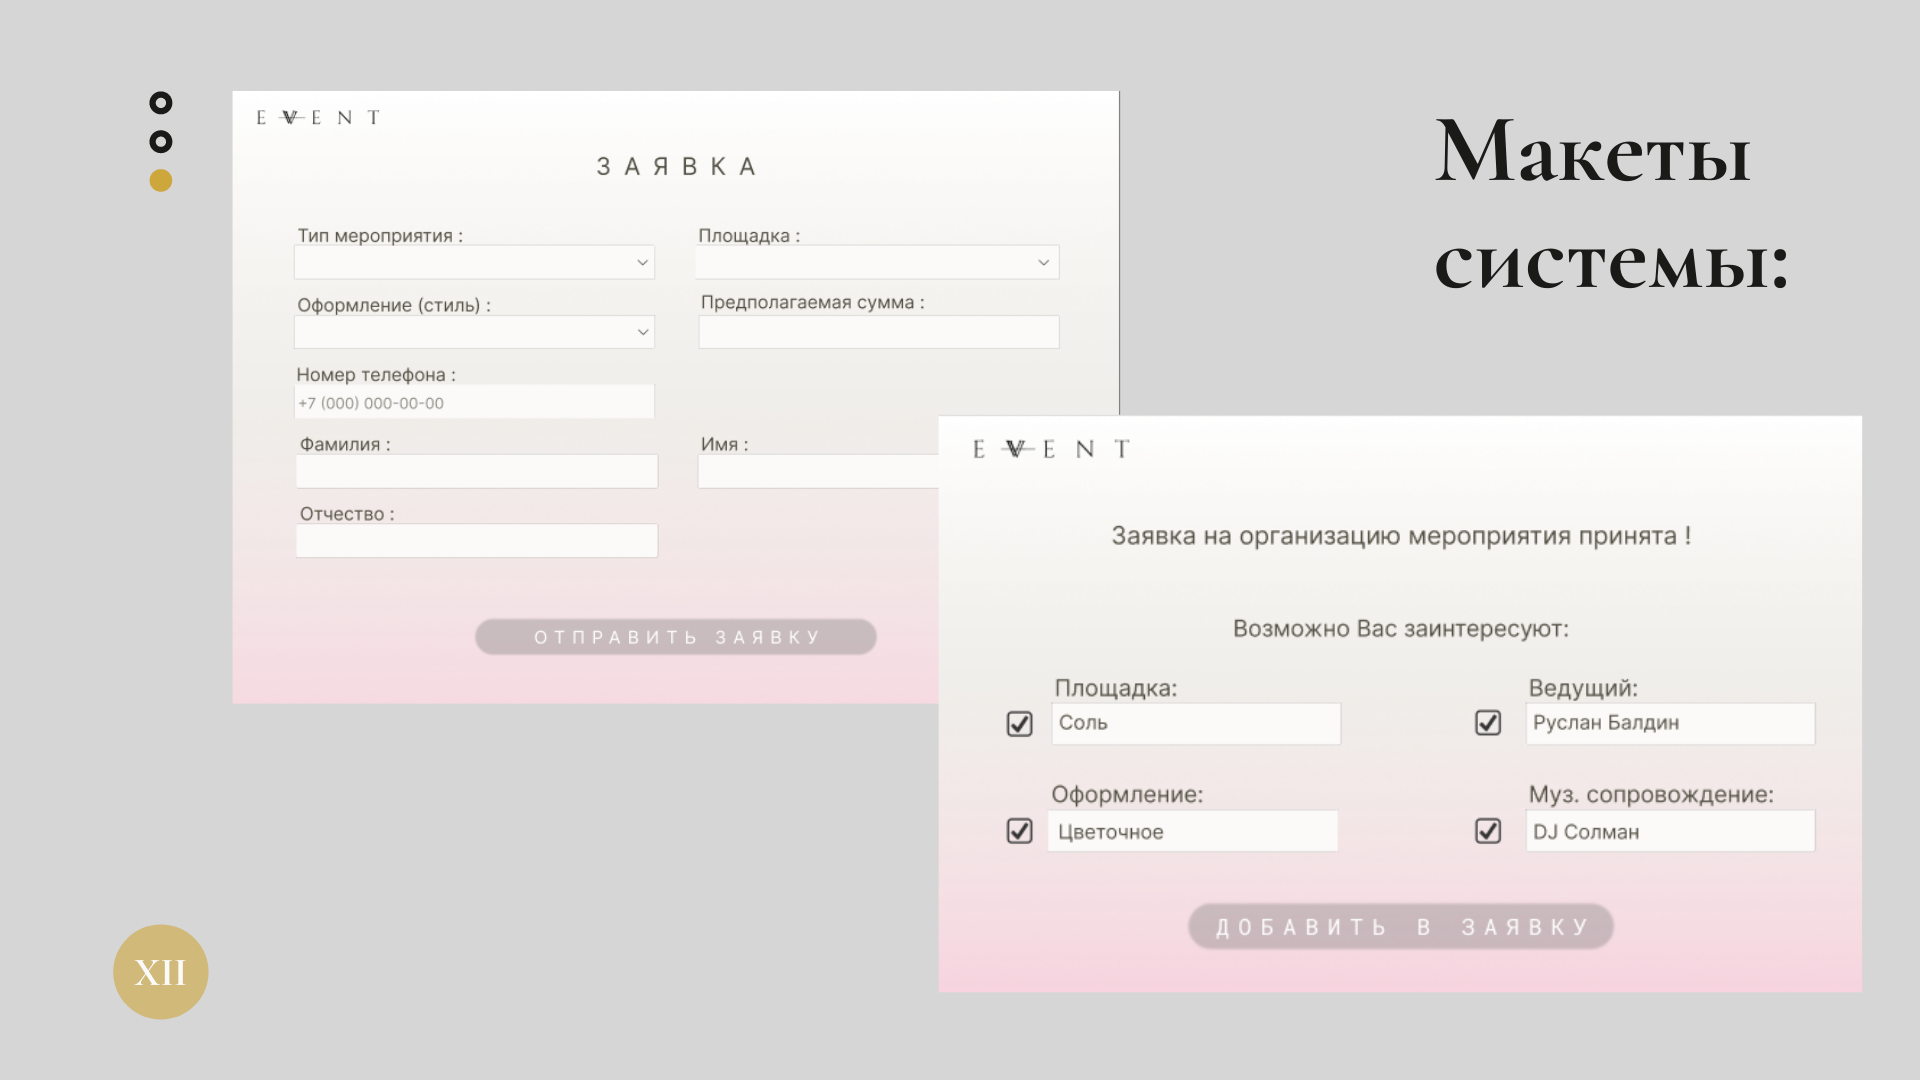 Макеты
системы:
EVENT
ЗАЯВКА
Тип мероприятия :
Площадка :
Оформление (стиль) :
Предполагаемая сумма :
Номер телефона :
+7 (000) 000-00-00
Фамилия :
Имя :
Отчество :
ОТПРАВИТЬ ЗАЯВКУ
EVENT
Заявка на организацию мероприятия принята !
Возможно Вас заинтересуют:
Площадка:
Соль
Ведущий:
Руслан Балдин
Оформление:
Цветочное
Муз. сопровождение:
DJ Солман
ДОБАВИТЬ В ЗАЯВКУ
XII